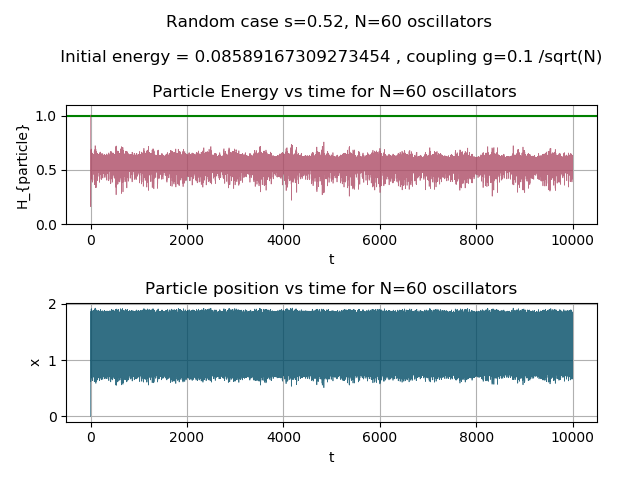 Random case s=0.52, N=60 oscillators
Initial energy = 0.08589167309273454 , coupling g=0.1 /sqrt(N)
Particle Energy vs time for N=60 oscillators
1.0
0.5
0.0
H_{particle}
0 2000 4000 6000 8000 10000
t
Particle position vs time for N=60 oscillators
2
1
0
x
0 2000 4000 6000 8000 10000
t